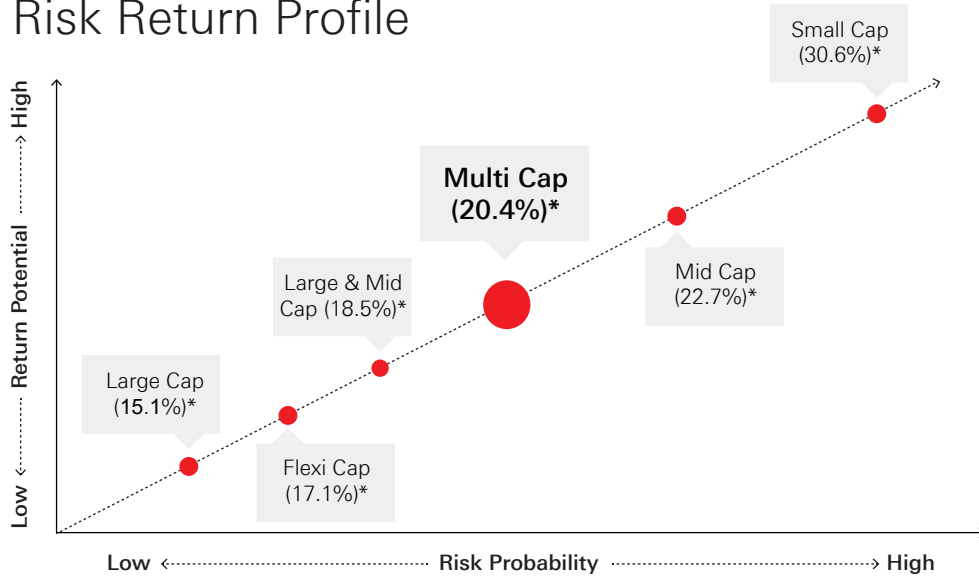 Risk Return Profile
Small Cap
(30.6%)*
High
Multi Cap
(20.4%)*
Return Potential
Large & Mid
Cap (18.5%)*
Mid Cap
(22.7%)*
Large Cap
(15.1%)*
Flexi Cap
(17.1%)*
Low
Low
Risk Probability
High